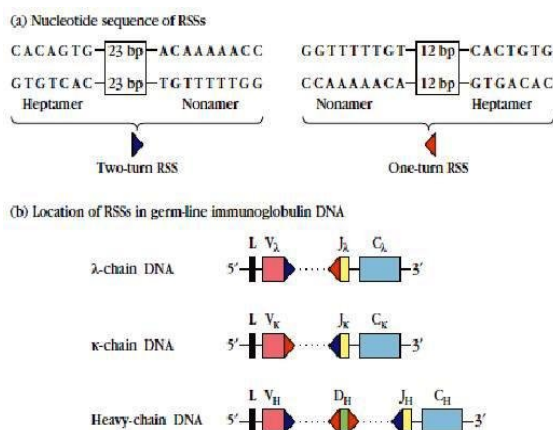 (a) Nucleotide sequence of RSSs
CACAGTG 23 bp ACAAAAACC GGTTTTTGT 12 bp CACTGTG
GTGTCAC 23 bp TGTTTTTGG CCAAAAACA 12 bp GTGACAC
Heptamer Nonamer Nonamer Heptamer
Two-turn RSS One-turn RSS
(b) Location of RSSs in germ-line immunoglobulin DNA
L Vλ Jλ Cλ
λ-chain DNA 5′ 3′
L Vκ Jκ Cκ
κ-chain DNA 5′ 3′
L VH DH JH CH
Heavy-chain DNA 5′ 3′